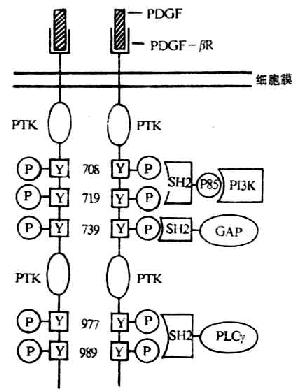 PDGF
PDGF-βR
细胞膜
PTK PTK
P Y 708 Y P
P Y 719 Y P
SH2 P85 PI3K
P Y 739 Y P SH2 GAP
PTK PTK
P Y 977 Y P
P Y 989 Y P
SH2 PLCγ